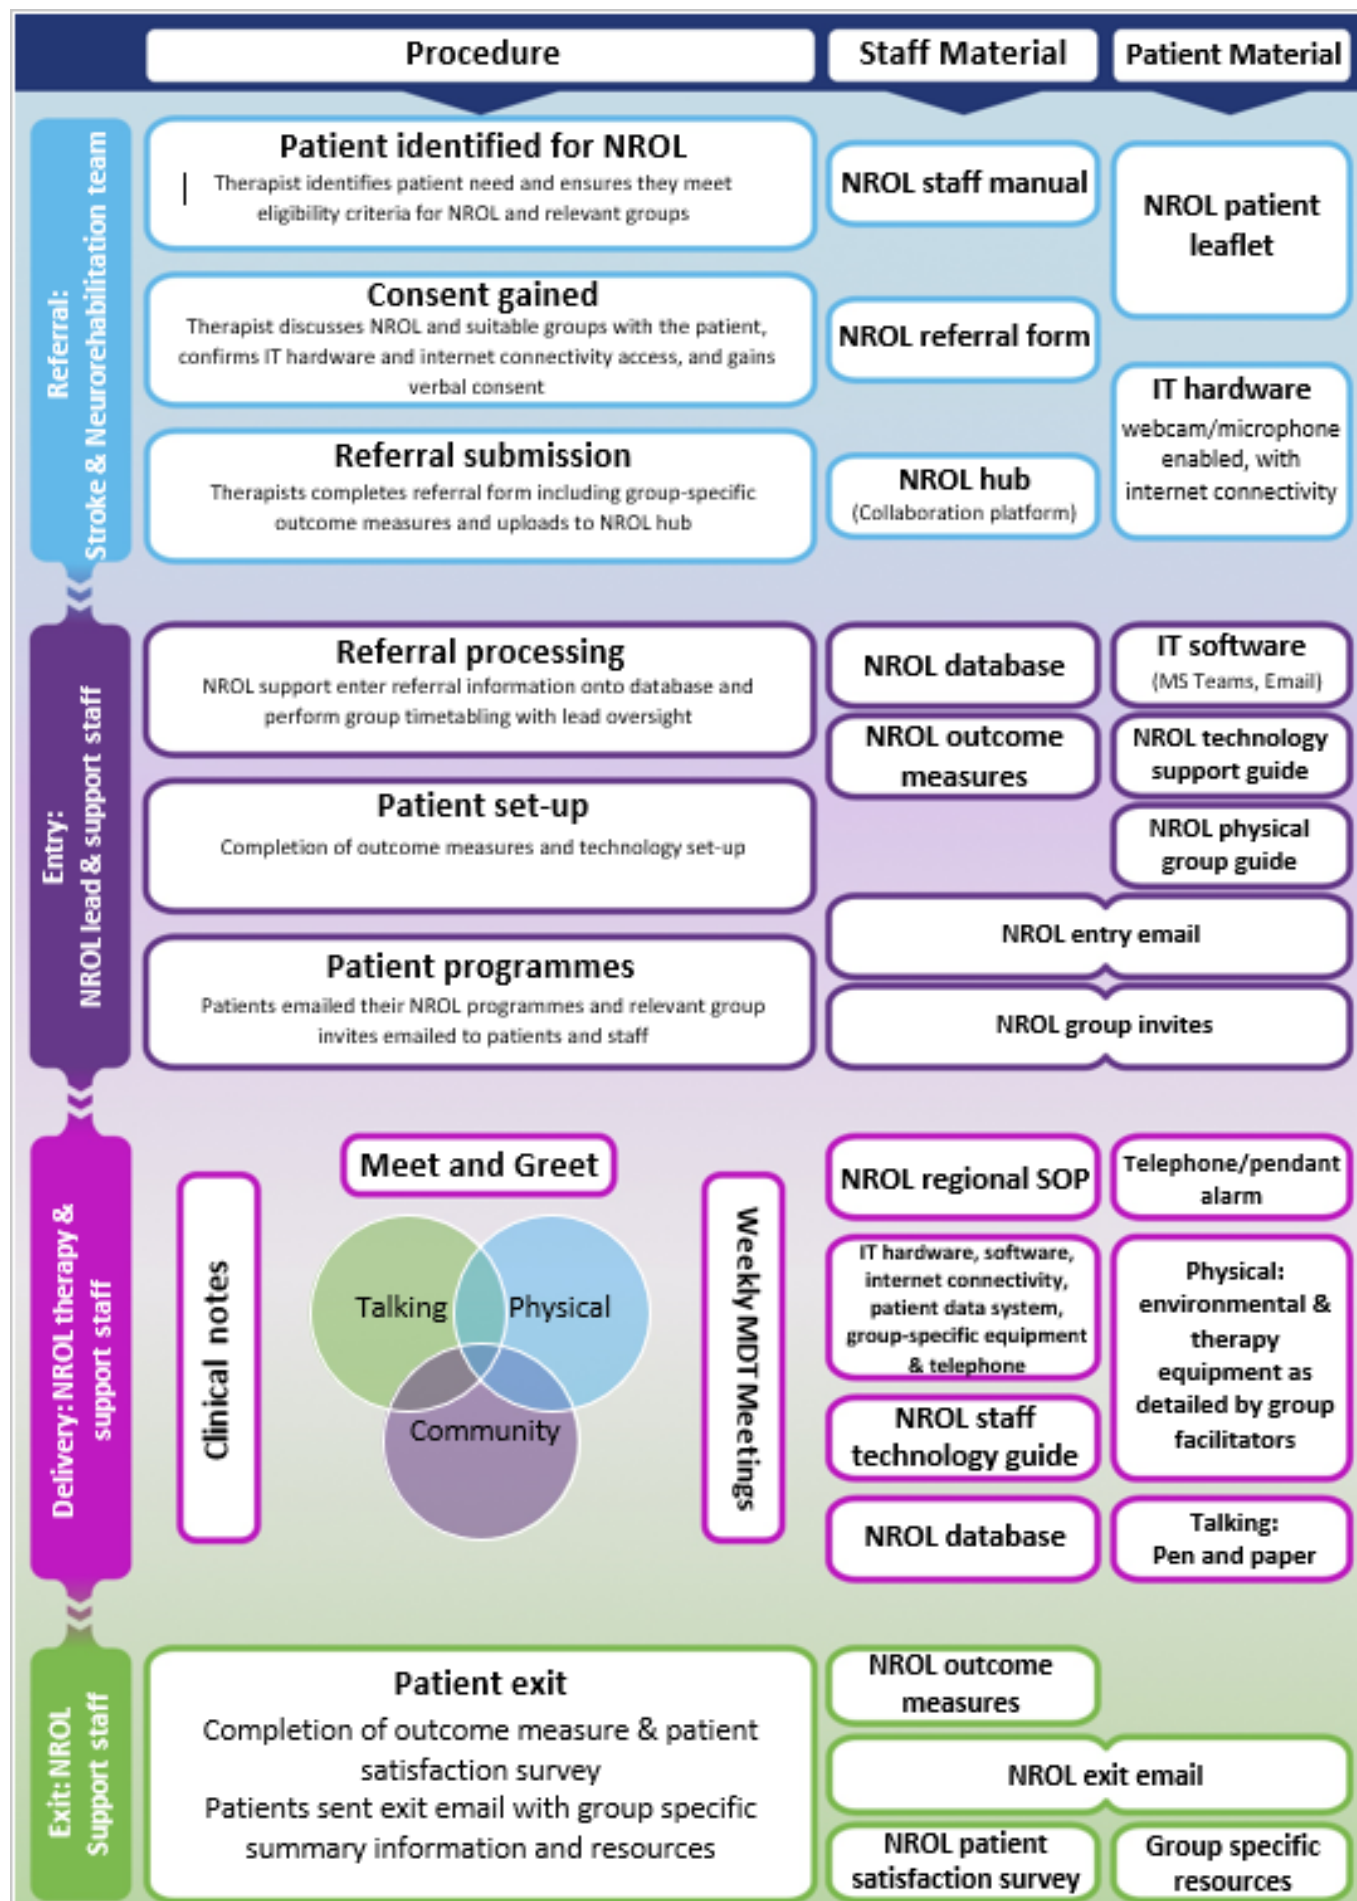 Procedure
Staff Material
Patient Material
Referral:
Stroke & Neurorehabilitation team
Patient identified for NROL
Therapist identifies patient need and ensures they meet
eligibility criteria for NROL and relevant groups
Consent gained
Therapist discusses NROL and suitable groups with the patient,
confirms IT hardware and internet connectivity access, and gains
verbal consent
Referral submission
Therapists completes referral form including group-specific
outcome measures and uploads to NROL hub
NROL staff manual
NROL referral form
NROL hub
(Collaboration platform)
NROL patient
leaflet
IT hardware
webcam/microphone
enabled, with
internet connectivity
Entry:
NROL lead & support staff
Referral processing
NROL support enter referral information onto database and
perform group timetabling with lead oversight
Patient set-up
Completion of outcome measures and technology set-up
Patient programmes
Patients emailed their NROL programmes and relevant group
invites emailed to patients and staff
NROL database
NROL outcome
measures
IT software
(MS Teams, Email)
NROL technology
support guide
NROL physical
group guide
NROL entry email
NROL group invites
Delivery: NROL therapy &
support staff
Clinical notes
Meet and Greet
Talking
Physical
Community
Weekly MDT Meetings
NROL regional SOP
IT hardware, software,
internet connectivity,
patient data system,
group-specific equipment
& telephone
NROL staff
technology guide
NROL database
Telephone/pendant
alarm
Physical:
environmental &
therapy
equipment as
detailed by group
facilitators
Talking:
Pen and paper
Exit: NROL
Support staff
Patient exit
Completion of outcome measure & patient
satisfaction survey
Patients sent exit email with group specific
summary information and resources
NROL outcome
measures
NROL exit email
NROL patient
satisfaction survey
Group specific
resources